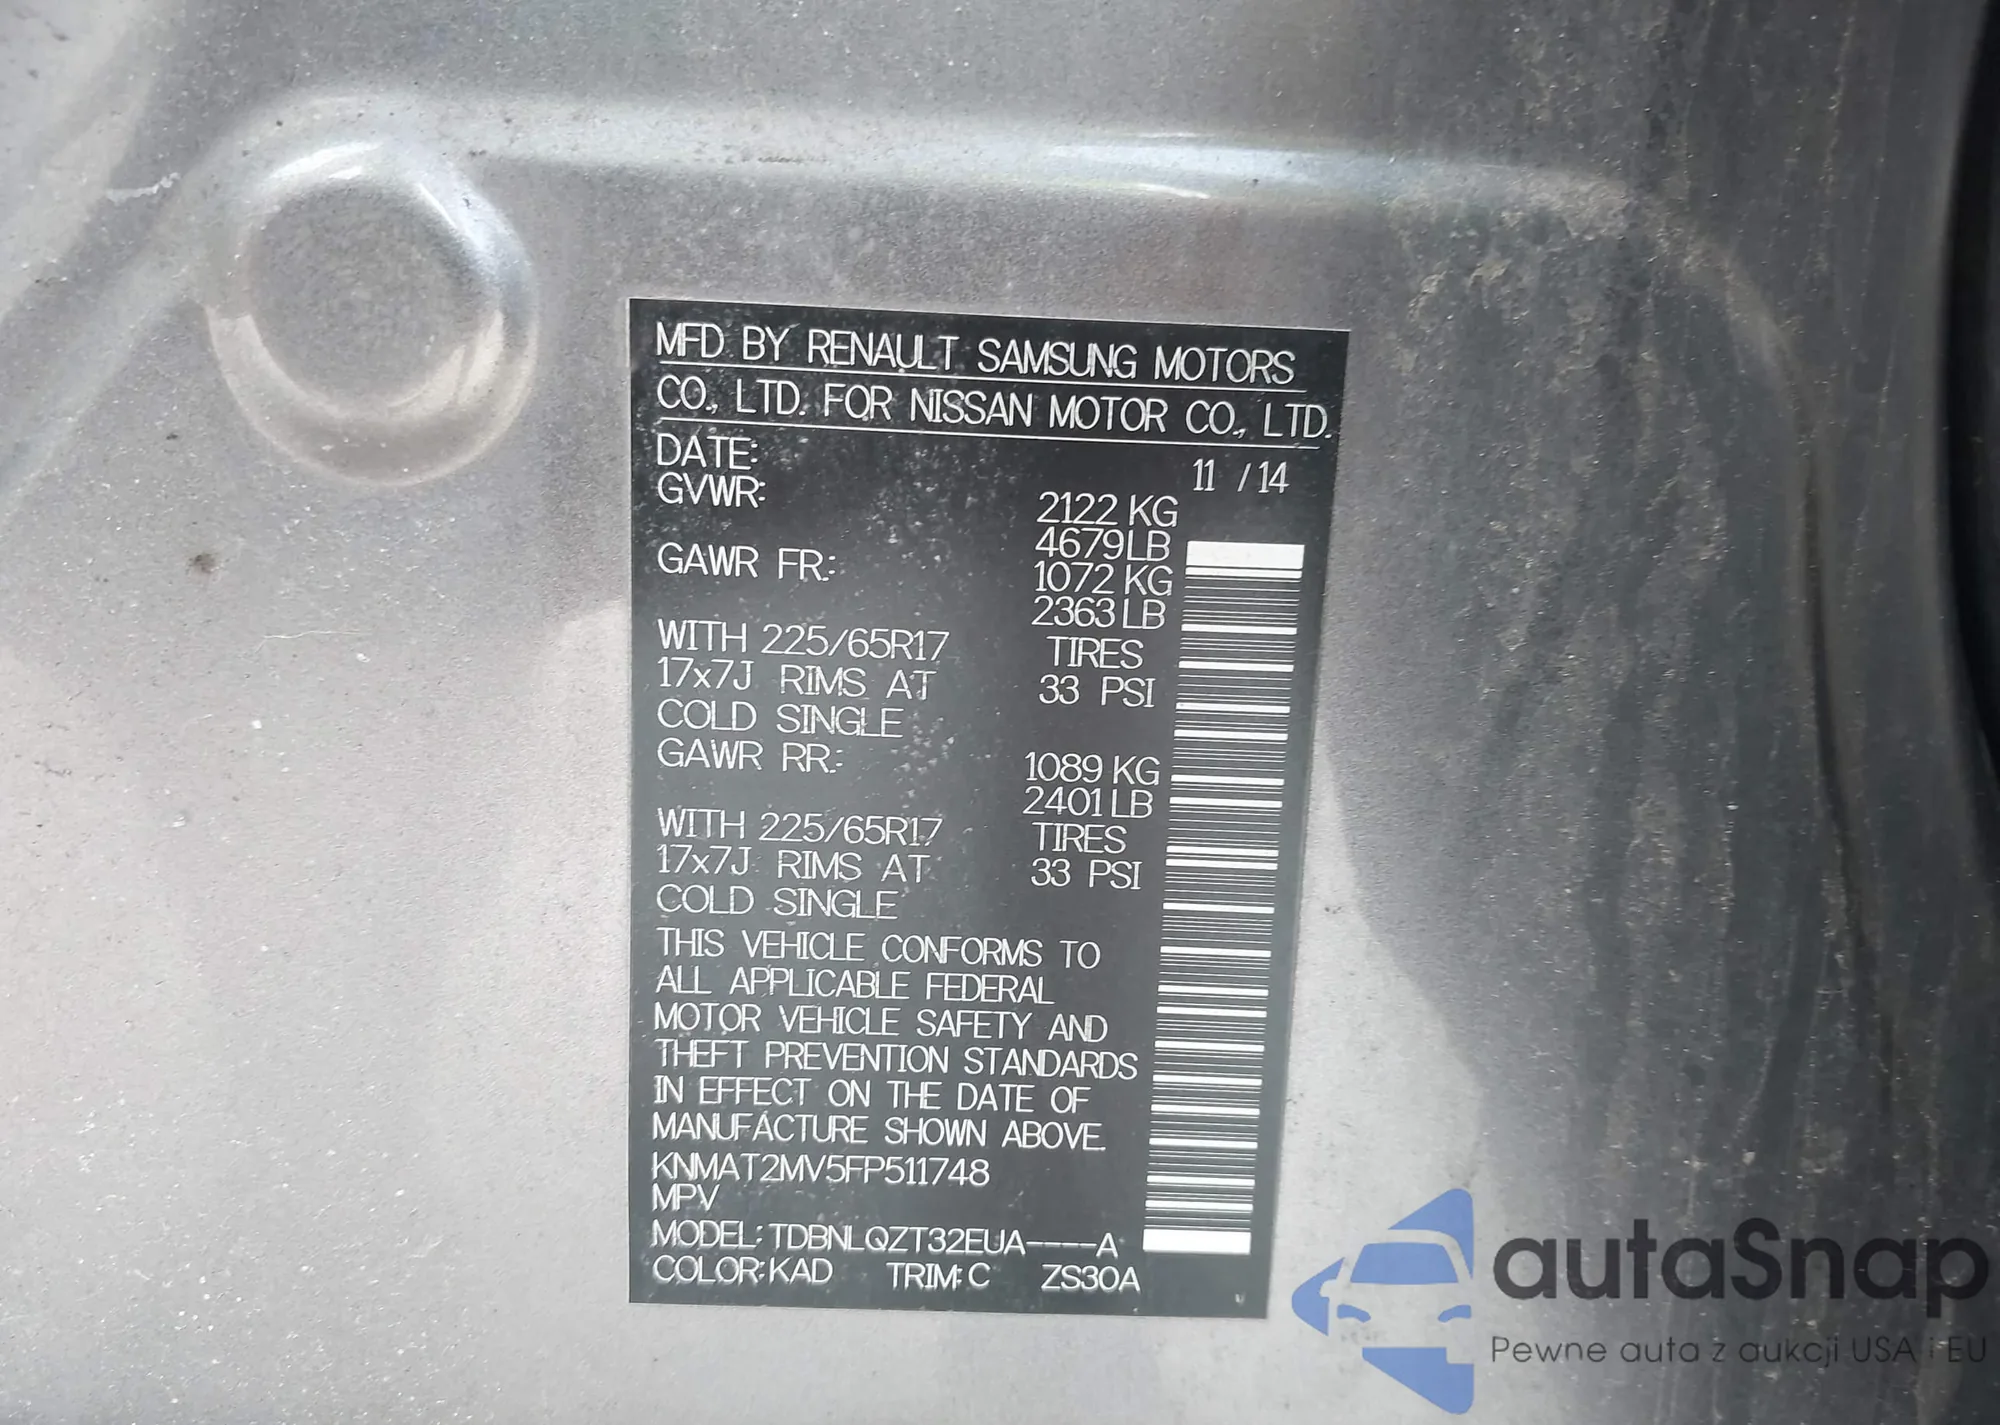 MFD BY RENAULT SAMSUNG MOTORS
CO., LTD. FOR NISSAN MOTOR CO., LTD.
DATE: 11 / 14
GVWR: 2122 KG
4679 LB
GAWR FR.: 1072 KG
2363 LB
WITH 225/65R17 TIRES
17x7J RIMS AT 33 PSI
COLD SINGLE
GAWR RR.: 1089 KG
2401 LB
WITH 225/65R17 TIRES
17x7J RIMS AT 33 PSI
COLD SINGLE
THIS VEHICLE CONFORMS TO
ALL APPLICABLE FEDERAL
MOTOR VEHICLE SAFETY AND
THEFT PREVENTION STANDARDS
IN EFFECT ON THE DATE OF
MANUFACTURE SHOWN ABOVE.
KNMAT2MV5FP511748
MPV
MODEL: TDBNLQZT32EUA----A
COLOR: KAD TRIM: C ZS30A
autaSnap
Pewne auta z aukcji USA i EU